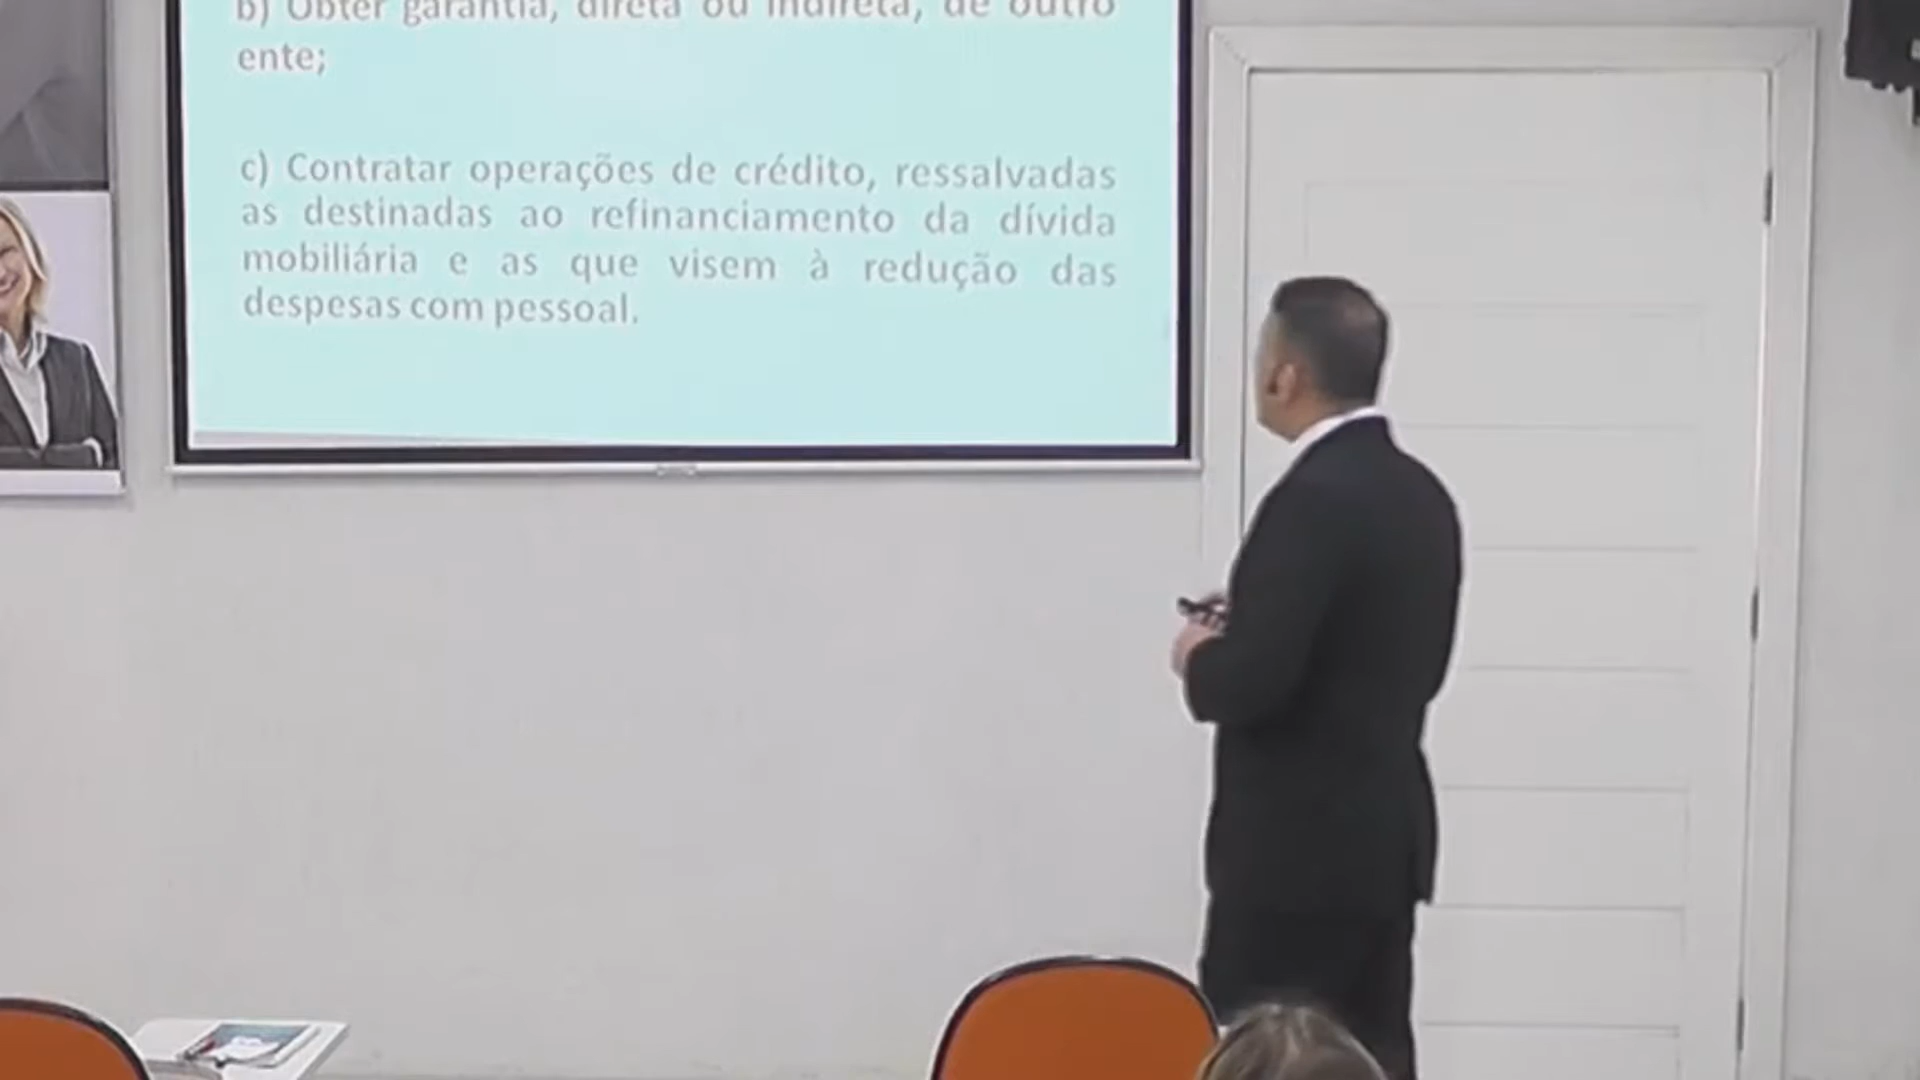 b) Obter garantia, direta ou indireta, de outro
ente;
c) Contratar operações de crédito, ressalvadas
as destinadas ao refinanciamento da dívida
mobiliária e as que visem à redução das
despesas com pessoal.